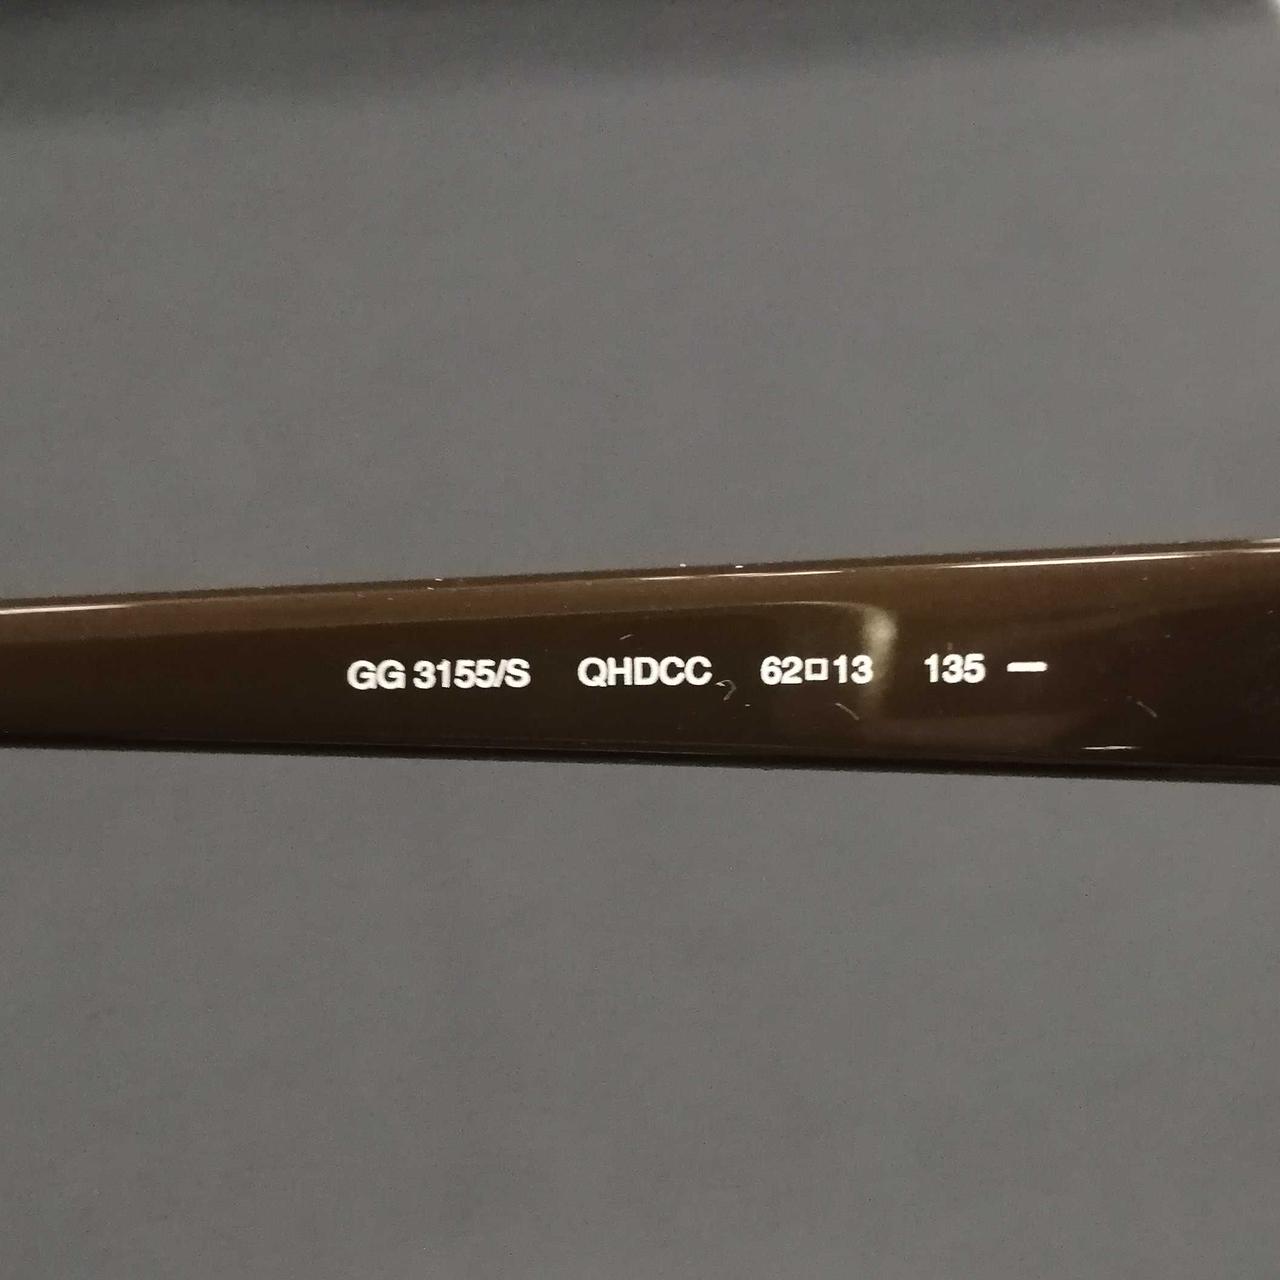 GG 3155/S QHDCC 62□13 135 —